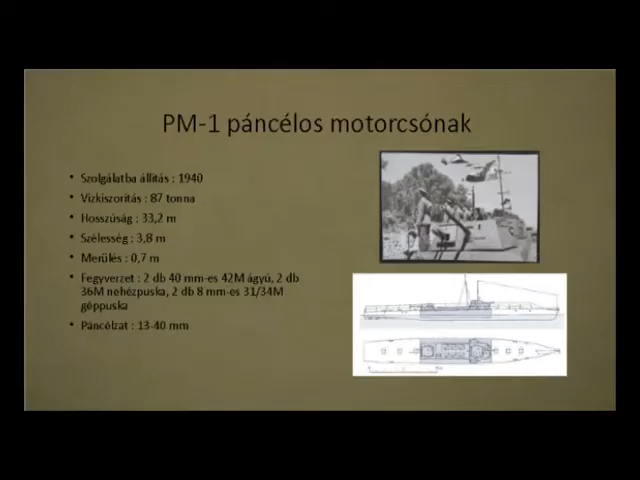 PM-1 páncélos motorcsónak
• Szolgálatba állítás : 1940
• Vízkiszorítás : 87 tonna
• Hosszúság : 33,2 m
• Szélesség : 3,8 m
• Merülés : 0,7 m
• Fegyverzet : 2 db 40 mm-es 42M ágyú, 2 db
36M nehézpuska, 2 db 8 mm-es 31/34M
géppuska
• Páncélzat : 13-40 mm